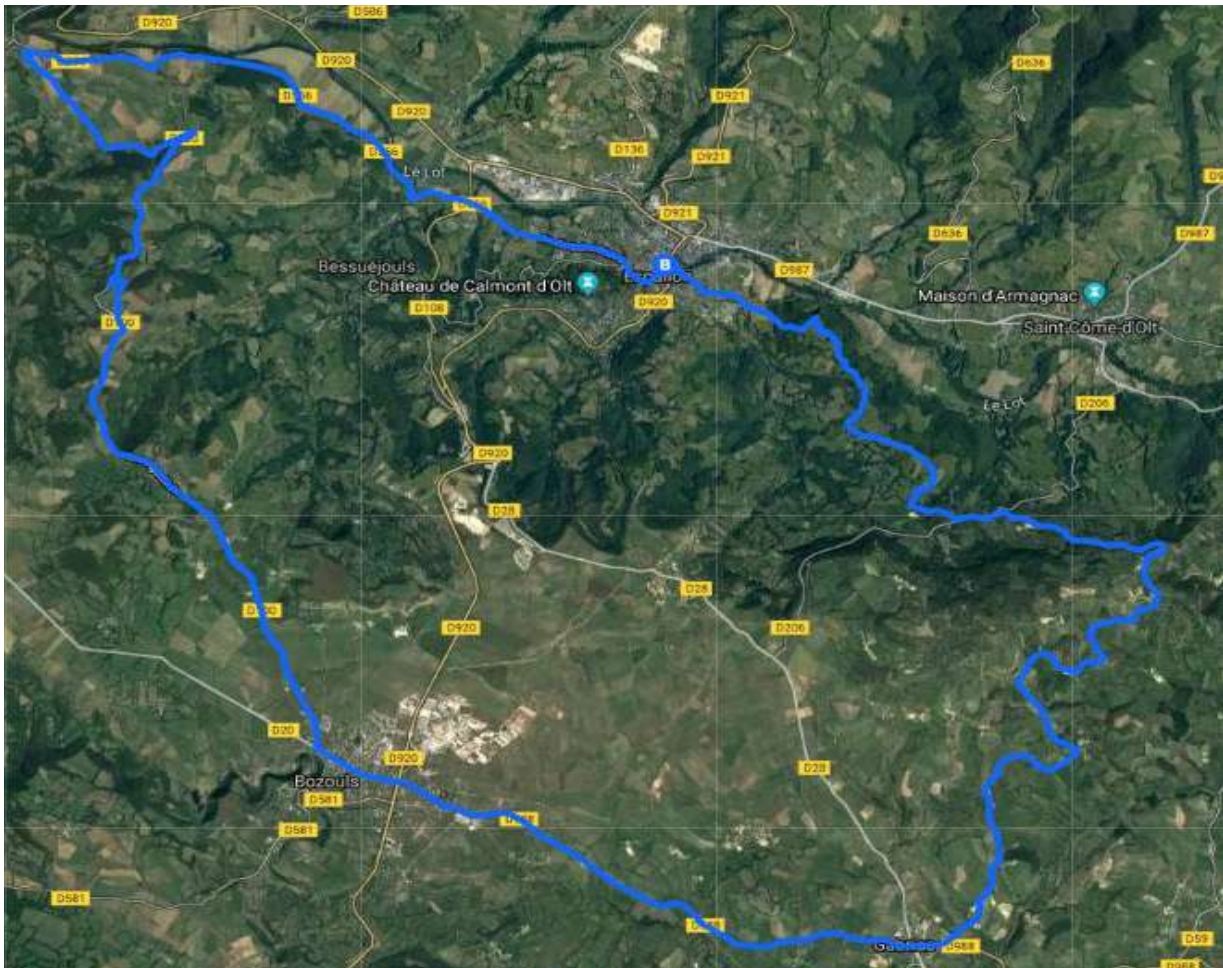 D586
D920
D920
D636
D921
D920
D136
D921
Le Lot
D921
D636
D987
Bessuéjouls
B
D987
Château de Calmont d'Olt
Maison d'Armagnac
D920
D108
Saint-Côme-d'Olt
Le Lot
D206
D920
D28
D28
D920
D206
D20
D920
D28
Bozouls
D581
D581
D581
D59
D988
D988